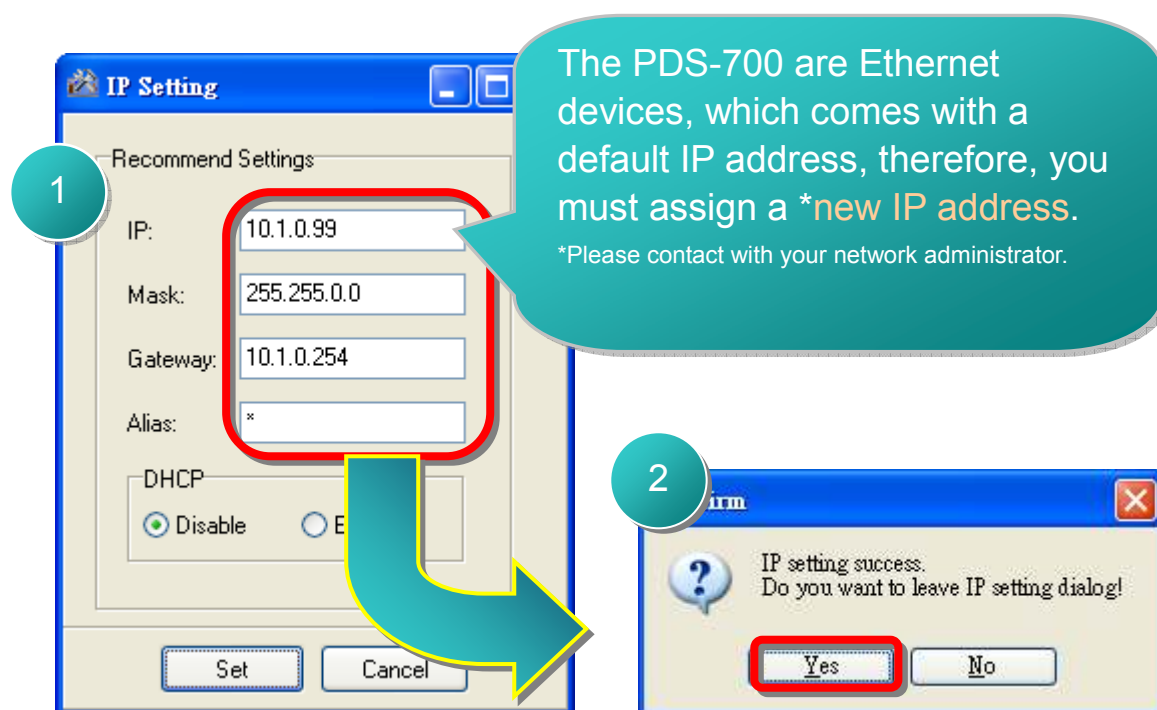 IP Setting
Recommend Settings
1
IP: 10.1.0.99
Mask: 255.255.0.0
Gateway: 10.1.0.254
Alias: *
DHCP
Disable
Set Cancel
The PDS-700 are Ethernet
devices, which comes with a
default IP address, therefore, you
must assign a *new IP address.
*Please contact with your network administrator.
2
IP setting success.
Do you want to leave IP setting dialog!
Yes No